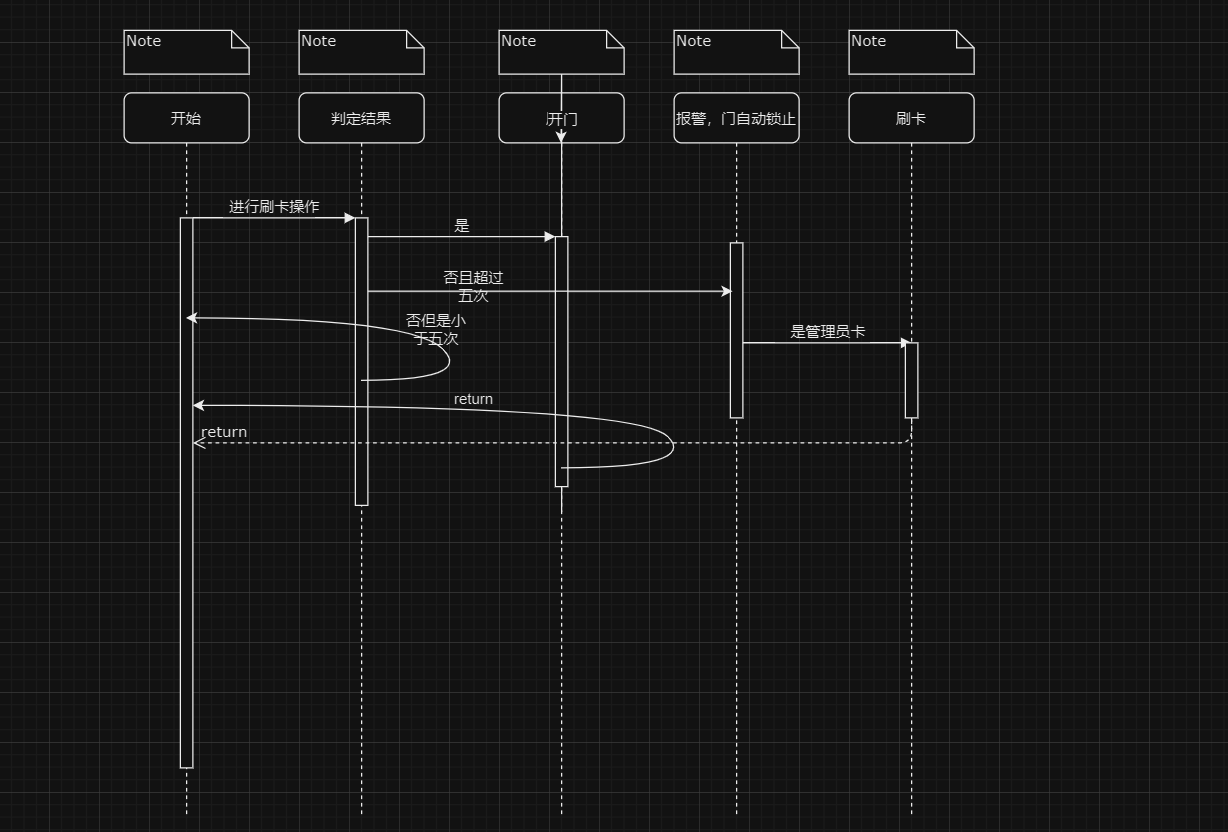 Note
Note
Note
Note
Note
开始
判定结果
开门
报警，门自动锁止
刷卡
进行刷卡操作
是
否且超过
五次
否但是小
于五次
是管理员卡
return
return